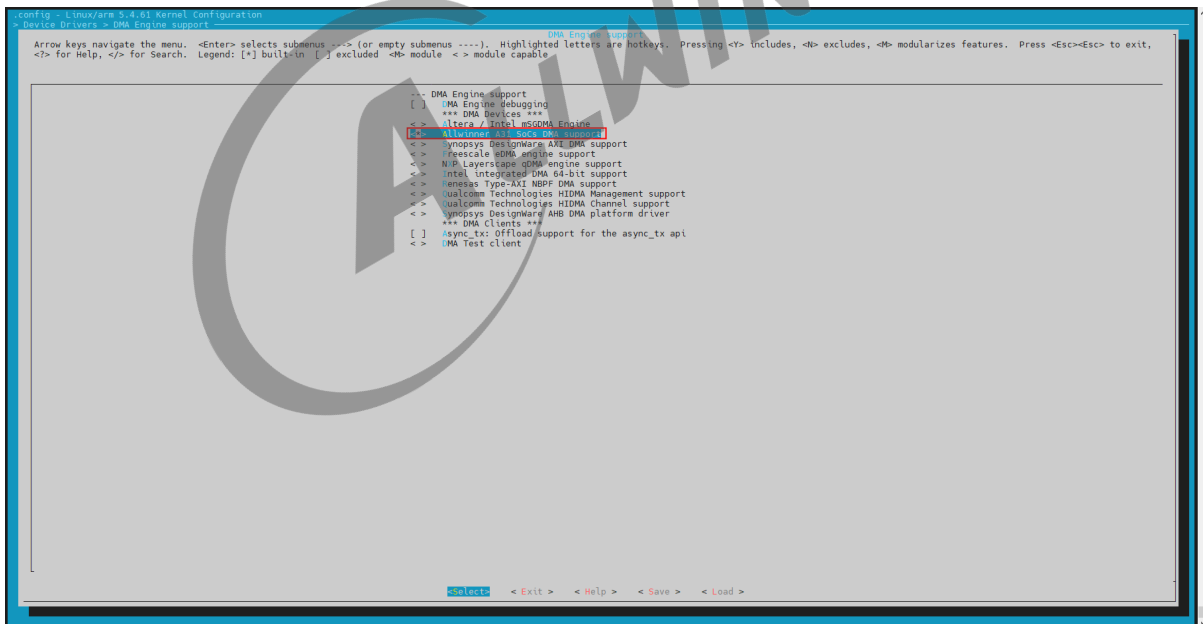 .config - Linux/arm 5.4.61 Kernel Configuration
> Device Drivers > DMA Engine support
DMA Engine support
Arrow keys navigate the menu. <Enter> selects submenus ---> (or empty submenus ----). Highlighted letters are hotkeys. Pressing <Y> includes, <N> excludes, <M> modularizes features. Press <Esc><Esc> to exit,
<?> for Help, </> for Search. Legend: [*] built-in [ ] excluded <M> module < > module capable
--- DMA Engine support
[ ] DMA Engine debugging
*** DMA Devices ***
< > Altera / Intel mSGDMA Engine
Allwinner A31 SoCs DMA support
< > Synopsys DesignWare AXI DMA support
< > Freescale eDMA engine support
< > NXP Layerscape qDMA engine support
< > Intel integrated DMA 64-bit support
< > Renesas Type-AXI NBPF DMA support
< > Qualcomm Technologies HIDMA Management support
< > Qualcomm Technologies HIDMA Channel support
< > Synopsys DesignWare AHB DMA platform driver
*** DMA Clients ***
[ ] Async_tx: Offload support for the async_tx api
< > DMA Test client
<Select> < Exit > < Help > < Save > < Load >
ALLWIN